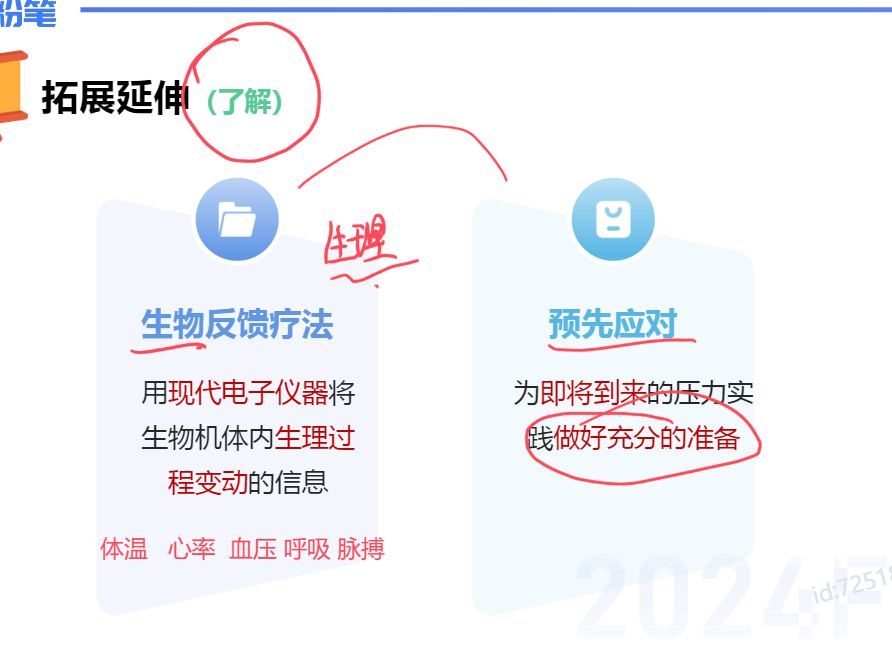 粉笔
拓展延伸 (了解)
生理
生物反馈疗法
用现代电子仪器将
生物机体内生理过
程变动的信息
体温 心率 血压 呼吸 脉搏
预先应对
为即将到来的压力实
践做好充分的准备
2024F
id:7251